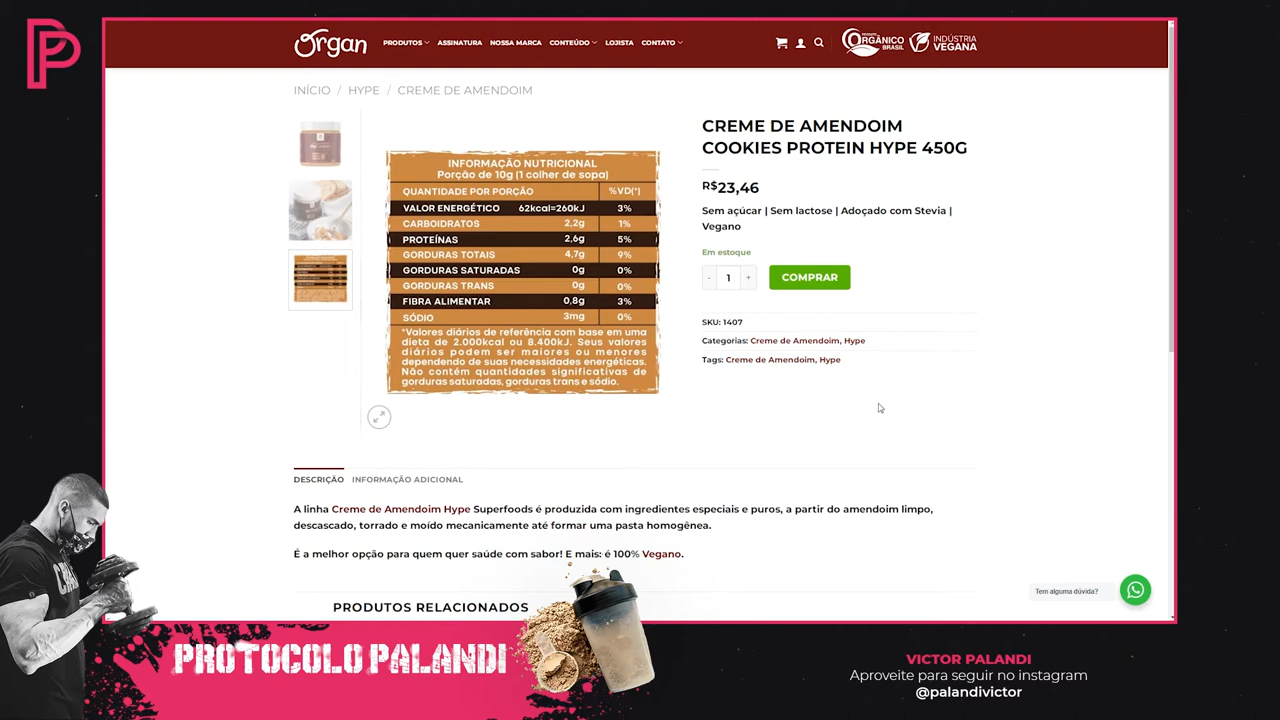 Organ
PRODUTOS
ASSINATURA
NOSSA MARCA
CONTEÚDO
LOJISTA
CONTATO
ORGÂNICO
BRASIL
INDÚSTRIA
VEGANA
INÍCIO / HYPE / CREME DE AMENDOIM
INFORMAÇÃO NUTRICIONAL
Porção de 10g (1 colher de sopa)
QUANTIDADE POR PORÇÃO %VD(*)
VALOR ENERGÉTICO 62kcal=260kJ 3%
CARBOIDRATOS 2,2g 1%
PROTEÍNAS 2,6g 5%
GORDURAS TOTAIS 4,7g 9%
GORDURAS SATURADAS 0g 0%
GORDURAS TRANS 0g 0%
FIBRA ALIMENTAR 0,8g 3%
SÓDIO 3mg 0%
*Valores diários de referência com base em uma
dieta de 2.000kcal ou 8.400kJ. Seus valores
diários podem ser maiores ou menores
dependendo de suas necessidades energéticas.
Não contém quantidades significativas de
gorduras saturadas, gorduras trans e sódio.
CREME DE AMENDOIM
COOKIES PROTEIN HYPE 450G
R$23,46
Sem açúcar | Sem lactose | Adoçado com Stevia |
Vegano
Em estoque
- 1 +
COMPRAR
SKU: 1407
Categorias: Creme de Amendoim, Hype
Tags: Creme de Amendoim, Hype
DESCRIÇÃO
INFORMAÇÃO ADICIONAL
A linha Creme de Amendoim Hype Superfoods é produzida com ingredientes especiais e puros, a partir do amendoim limpo,
descascado, torrado e moído mecanicamente até formar uma pasta homogênea.
É a melhor opção para quem quer saúde com sabor! E mais: é 100% Vegano.
PRODUTOS RELACIONADOS
Tem alguma dúvida?
PROTOCOLO PALANDI
VICTOR PALANDI
Aproveite para seguir no instagram
@palandivictor